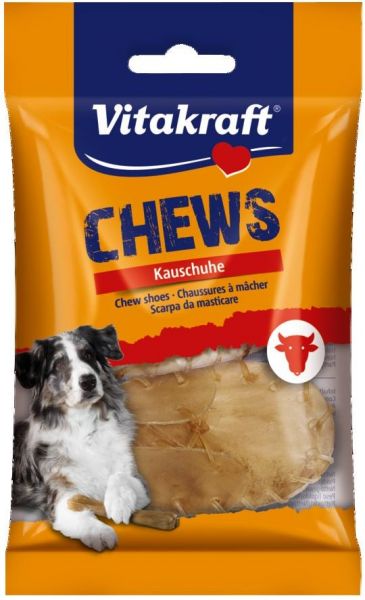 Vitakraft®
CHEWS
Kauschuhe
Chew shoes · Chaussures à mâcher
Scarpa da masticare